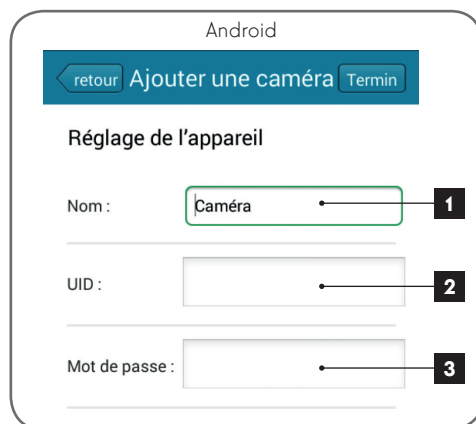 Android
retour Ajouter une caméra Termin
Réglage de l'appareil
Nom : Caméra 1
UID : 2
Mot de passe : 3